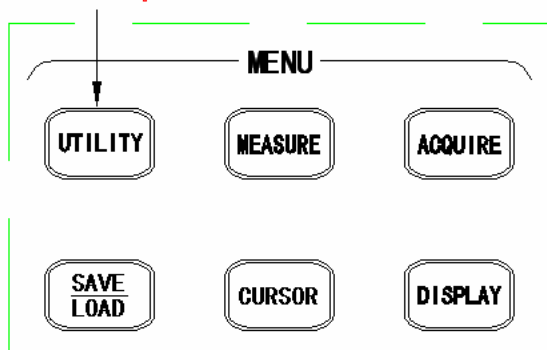 MENU
UTILITY MEASURE ACQUIRE
SAVE
LOAD
CURSOR DISPLAY